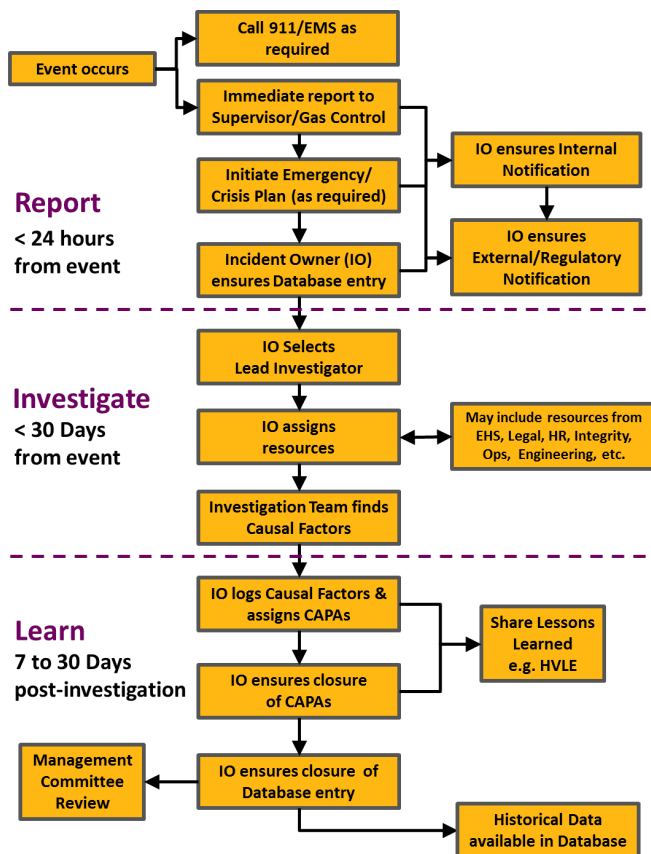 Call 911/EMS as
required
Event occurs
Immediate report to
Supervisor/Gas Control
IO ensures Internal
Notification
Initiate Emergency/
Crisis Plan (as required)
Report
< 24 hours
from event
IO ensures
External/Regulatory
Notification
Incident Owner (IO)
ensures Database entry
IO Selects
Lead Investigator
Investigate
< 30 Days
from event
IO assigns
resources
May include resources from
EHS, Legal, HR, Integrity,
Ops, Engineering, etc.
Investigation Team finds
Causal Factors
IO logs Causal Factors &
assigns CAPAs
Learn
7 to 30 Days
post-investigation
Share Lessons
Learned
e.g. HVLE
IO ensures closure
of CAPAs
Management
Committee
Review
IO ensures closure of
Database entry
Historical Data
available in Database